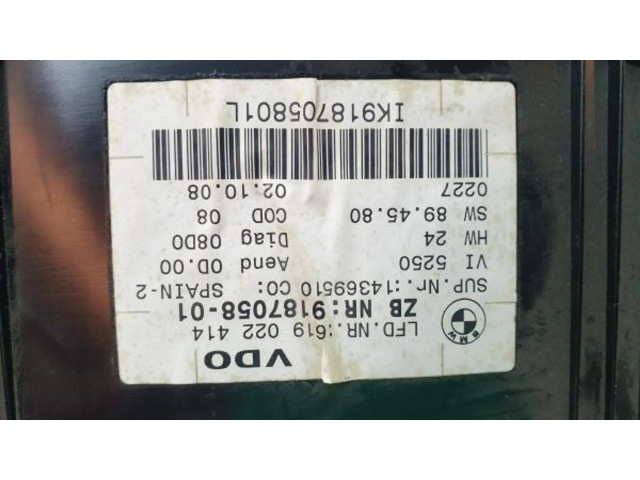 VDO
LFD.NR.:619 022 414
ZB NR:9187058-01
SUP.Nr.:14369510 CO: SPAIN-2
VI 5250 Aend 0D.00
HW 24 Diag 08D0
SW 89.45.80 COD 08
0227 02.10.08
IK918705801L
BMW